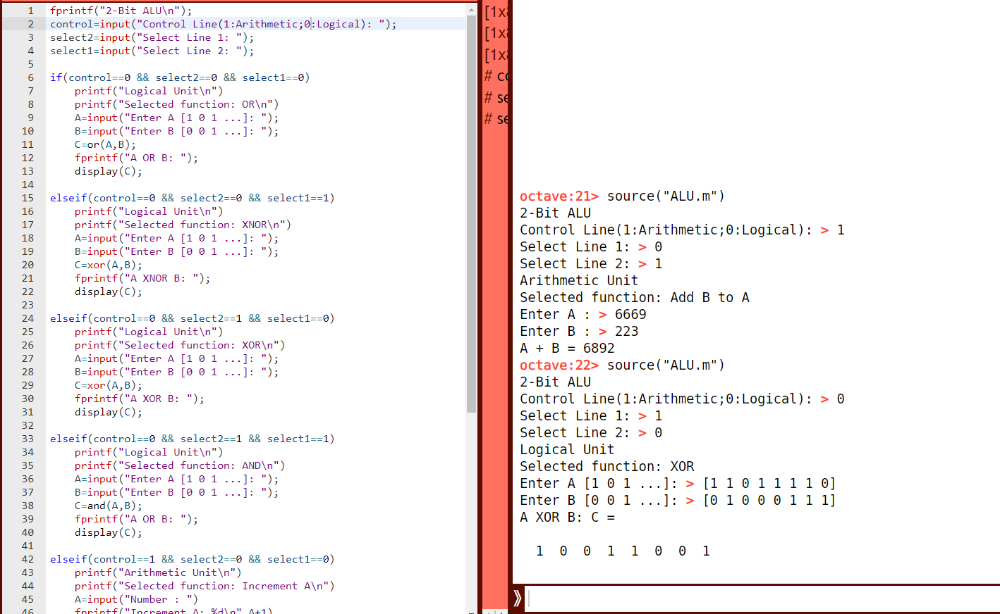 1 fprintf("2-Bit ALU\n");
2 control=input("Control Line(1:Arithmetic;0:Logical): ");
3 select2=input("Select Line 1: ");
4 select1=input("Select Line 2: ");
5
6 if(control==0 && select2==0 && select1==0)
7 printf("Logical Unit\n")
8 printf("Selected function: OR\n")
9 A=input("Enter A [1 0 1 ...]: ");
10 B=input("Enter B [0 0 1 ...]: ");
11 C=or(A,B);
12 fprintf("A OR B: ");
13 display(C);
14
15 elseif(control==0 && select2==0 && select1==1)
16 printf("Logical Unit\n")
17 printf("Selected function: XNOR\n")
18 A=input("Enter A [1 0 1 ...]: ");
19 B=input("Enter B [0 0 1 ...]: ");
20 C=xor(A,B);
21 fprintf("A XNOR B: ");
22 display(C);
23
24 elseif(control==0 && select2==1 && select1==0)
25 printf("Logical Unit\n")
26 printf("Selected function: XOR\n")
27 A=input("Enter A [1 0 1 ...]: ");
28 B=input("Enter B [0 0 1 ...]: ");
29 C=xor(A,B);
30 fprintf("A XOR B: ");
31 display(C);
32
33 elseif(control==0 && select2==1 && select1==1)
34 printf("Logical Unit\n")
35 printf("Selected function: AND\n")
36 A=input("Enter A [1 0 1 ...]: ");
37 B=input("Enter B [0 0 1 ...]: ");
38 C=and(A,B);
39 fprintf("A OR B: ");
40 display(C);
41
42 elseif(control==1 && select2==0 && select1==0)
43 printf("Arithmetic Unit\n")
44 printf("Selected function: Increment A\n")
45 A=input("Number : ")
46 fprintf("Increment A: %d\n" A+1)
[1x
[1x
[1x
# co
# se
# se
octave:21> source("ALU.m")
2-Bit ALU
Control Line(1:Arithmetic;0:Logical): > 1
Select Line 1: > 0
Select Line 2: > 1
Arithmetic Unit
Selected function: Add B to A
Enter A : > 6669
Enter B : > 223
A + B = 6892
octave:22> source("ALU.m")
2-Bit ALU
Control Line(1:Arithmetic;0:Logical): > 0
Select Line 1: > 1
Select Line 2: > 0
Logical Unit
Selected function: XOR
Enter A [1 0 1 ...]: > [1 1 0 1 1 1 1 0]
Enter B [0 0 1 ...]: > [0 1 0 0 0 1 1 1]
A XOR B: C =
1 0 0 1 1 0 0 1
⟫